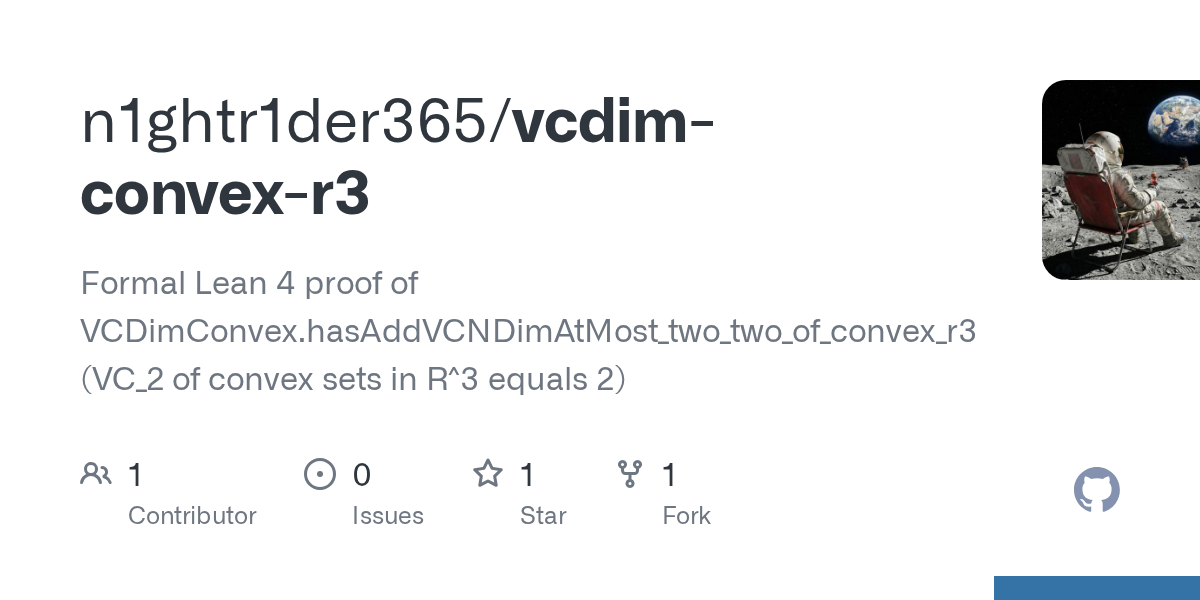 n1ghtr1der365/vcdim-
convex-r3
Formal Lean 4 proof of
VCDimConvex.hasAddVCNDimAtMost_two_two_of_convex_r3
(VC_2 of convex sets in R^3 equals 2)
1 0 1 1
Contributor Issues Star Fork